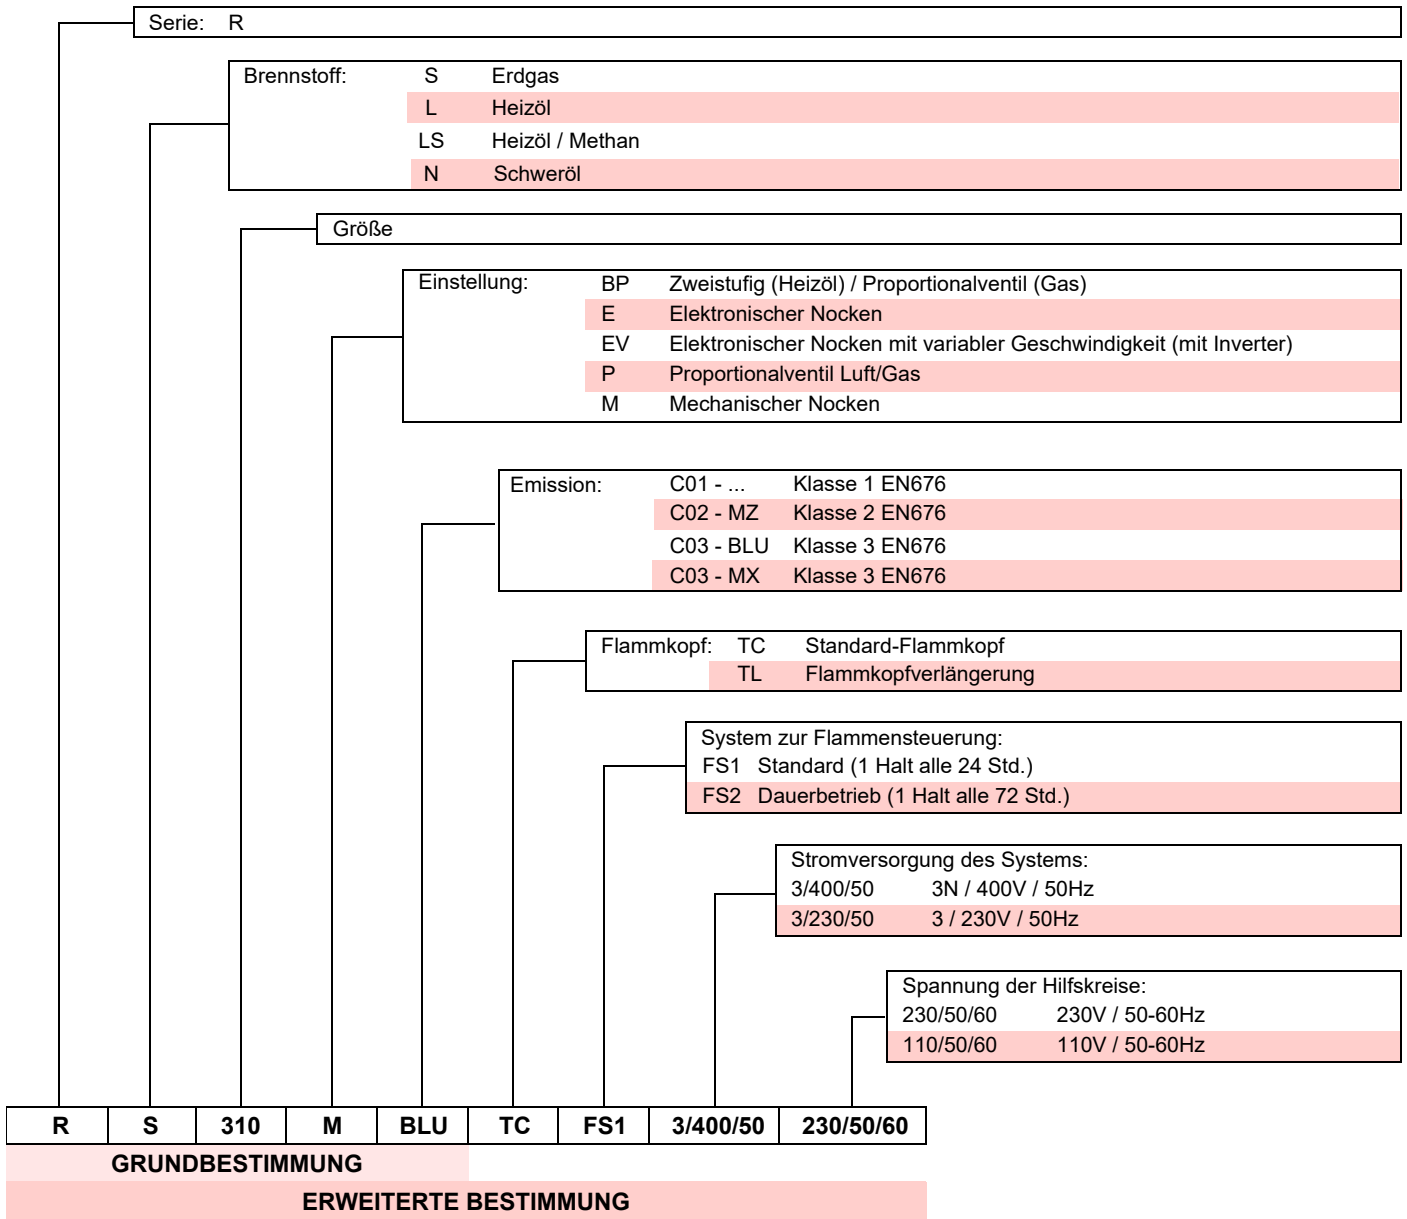 Serie: R
Brennstoff: S Erdgas
L Heizöl
LS Heizöl / Methan
N Schweröl
Größe
Einstellung: BP Zweistufig (Heizöl) / Proportionalventil (Gas)
E Elektronischer Nocken
EV Elektronischer Nocken mit variabler Geschwindigkeit (mit Inverter)
P Proportionalventil Luft/Gas
M Mechanischer Nocken
Emission: C01 - ... Klasse 1 EN676
C02 - MZ Klasse 2 EN676
C03 - BLU Klasse 3 EN676
C03 - MX Klasse 3 EN676
Flammkopf: TC Standard-Flammkopf
TL Flammkopfverlängerung
System zur Flammensteuerung:
FS1 Standard (1 Halt alle 24 Std.)
FS2 Dauerbetrieb (1 Halt alle 72 Std.)
Stromversorgung des Systems:
3/400/50 3N / 400V / 50Hz
3/230/50 3 / 230V / 50Hz
Spannung der Hilfskreise:
230/50/60 230V / 50-60Hz
110/50/60 110V / 50-60Hz
R S 310 M BLU TC FS1 3/400/50 230/50/60
GRUNDBESTIMMUNG
ERWEITERTE BESTIMMUNG